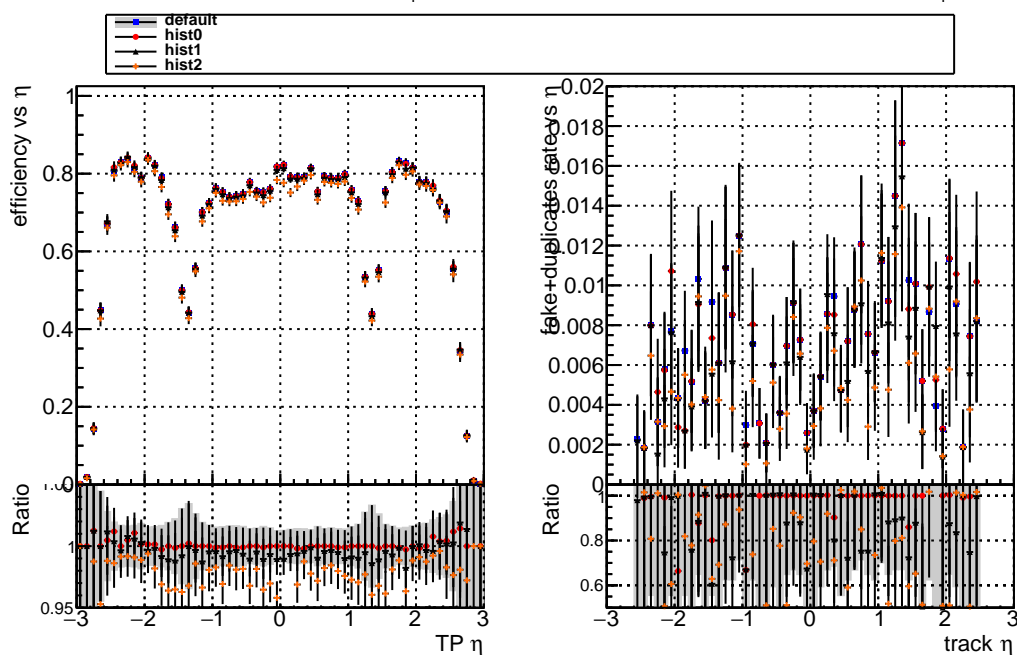 default
hist0
hist1
hist2
efficiency vs η
1
0.8
0.6
0.4
0.2
0
Ratio
1
0.95
−3 −2 −1 0 1 2 3
TP η
fake+duplicates rate vs η
0.02
0.018
0.016
0.014
0.012
0.01
0.008
0.006
0.004
0.002
0
Ratio
1
0.8
0.6
−3 −2 −1 0 1 2 3
track η